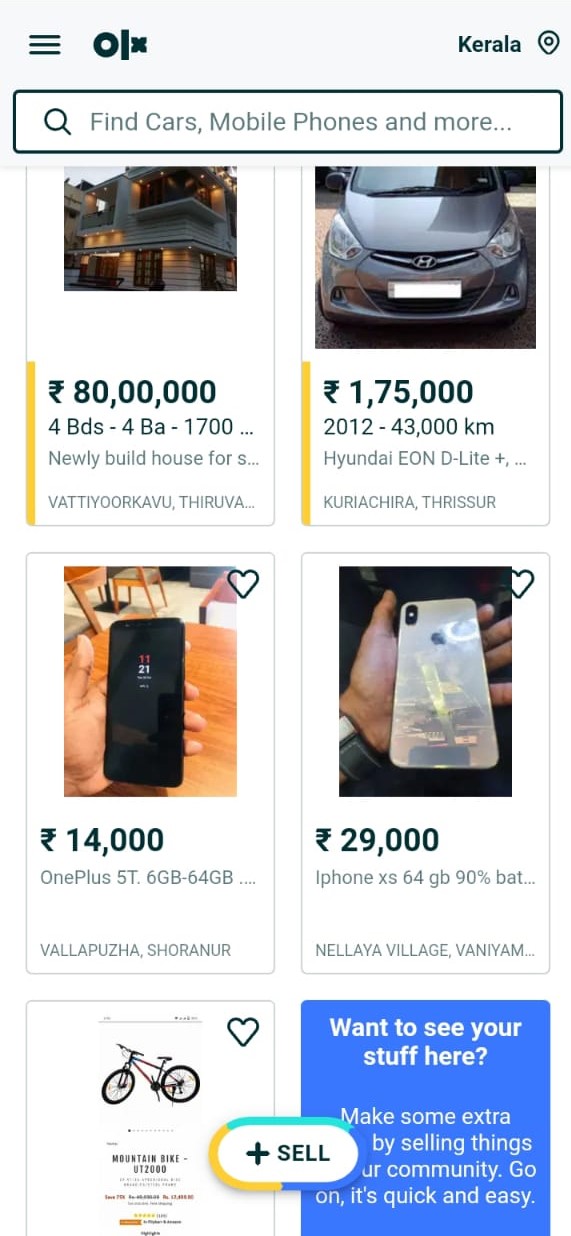 olx
Kerala
Find Cars, Mobile Phones and more...
₹ 80,00,000
4 Bds - 4 Ba - 1700 ...
Newly build house for s...
VATTIYOORKAVU, THIRUVA...
₹ 1,75,000
2012 - 43,000 km
Hyundai EON D-Lite +, ...
KURIACHIRA, THRISSUR
11
21
₹ 14,000
OnePlus 5T. 6GB-64GB ....
VALLAPUZHA, SHORANUR
₹ 29,000
Iphone xs 64 gb 90% bat...
NELLAYA VILLAGE, VANIYAM...
MOUNTAIN BIKE -
UT2000
Highlights
Want to see your
stuff here?
Make some extra
by selling things
ur community. Go
on, it's quick and easy.
+ SELL